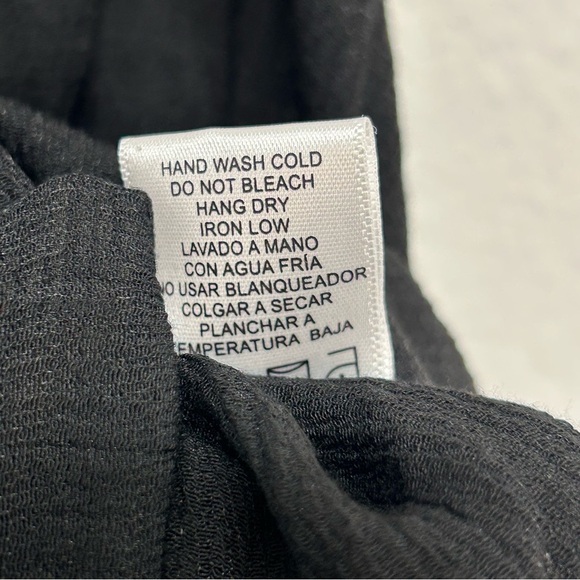 HAND WASH COLD
DO NOT BLEACH
HANG DRY
IRON LOW
LAVADO A MANO
CON AGUA FRÍA
NO USAR BLANQUEADOR
COLGAR A SECAR
PLANCHAR A
TEMPERATURA BAJA